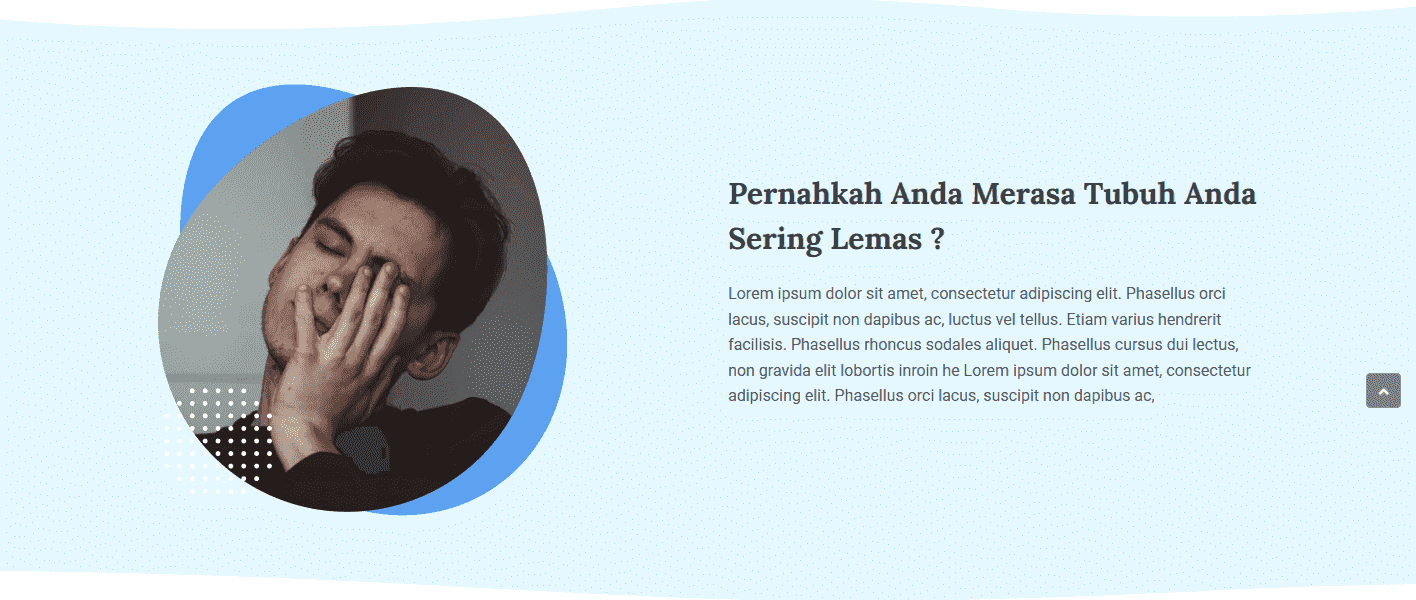 Pernahkah Anda Merasa Tubuh Anda
Sering Lemas ?
Lorem ipsum dolor sit amet, consectetur adipiscing elit. Phasellus orci
lacus, suscipit non dapibus ac, luctus vel tellus. Etiam varius hendrerit
facilisis. Phasellus rhoncus sodales aliquet. Phasellus cursus dui lectus,
non gravida elit lobortis inroin he Lorem ipsum dolor sit amet, consectetur
adipiscing elit. Phasellus orci lacus, suscipit non dapibus ac,